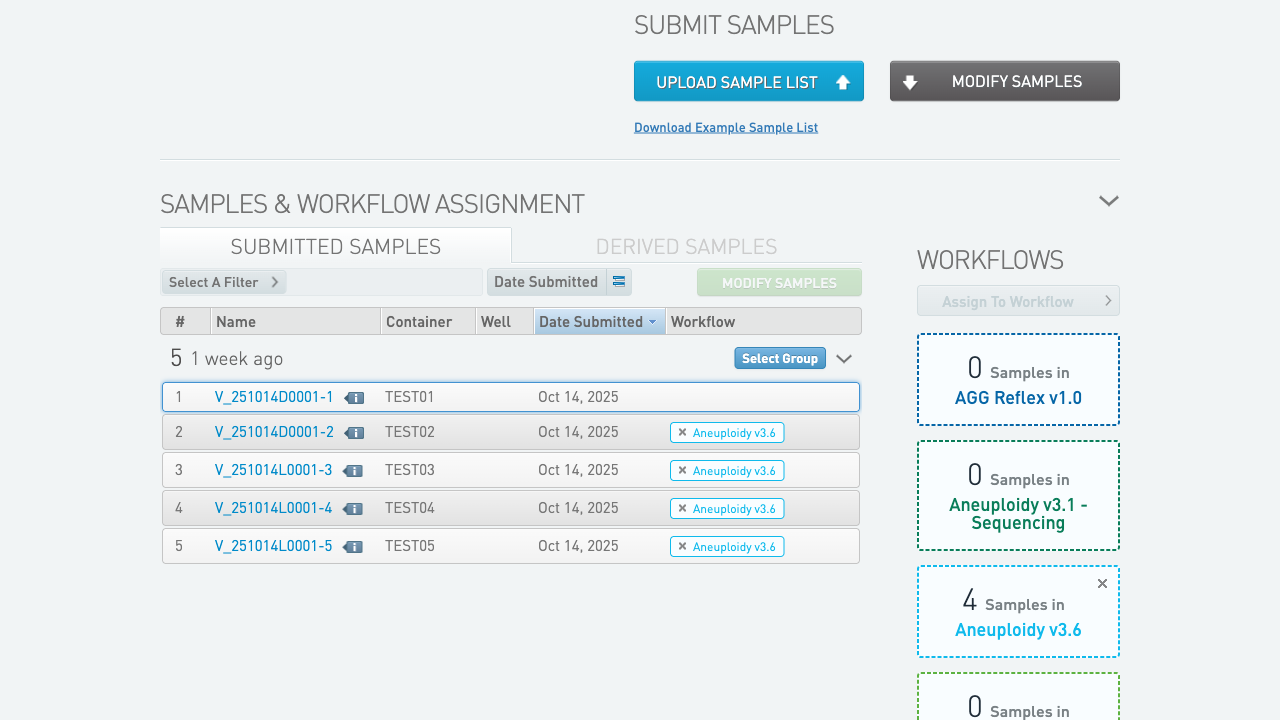 SUBMIT SAMPLES
UPLOAD SAMPLE LIST
MODIFY SAMPLES
Download Example Sample List
SAMPLES & WORKFLOW ASSIGNMENT
SUBMITTED SAMPLES
DERIVED SAMPLES
Select A Filter
Date Submitted
MODIFY SAMPLES
# Name Container Well Date Submitted Workflow
5 1 week ago Select Group
1 V_251014D0001-1 TEST01 Oct 14, 2025
2 V_251014D0001-2 TEST02 Oct 14, 2025 Aneuploidy v3.6
3 V_251014L0001-3 TEST03 Oct 14, 2025 Aneuploidy v3.6
4 V_251014L0001-4 TEST04 Oct 14, 2025 Aneuploidy v3.6
5 V_251014L0001-5 TEST05 Oct 14, 2025 Aneuploidy v3.6
WORKFLOWS
Assign To Workflow
0 Samples in
AGG Reflex v1.0
0 Samples in
Aneuploidy v3.1 -
Sequencing
4 Samples in
Aneuploidy v3.6
0 Samples in